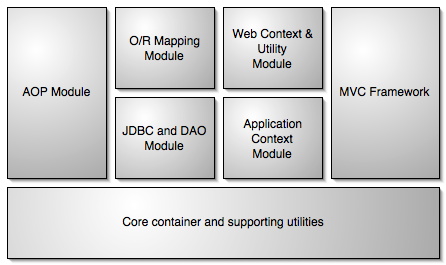 AOP Module
O/R Mapping
Module
Web Context &
Utility
Module
MVC Framework
JDBC and DAO
Module
Application
Context
Module
Core container and supporting utilities